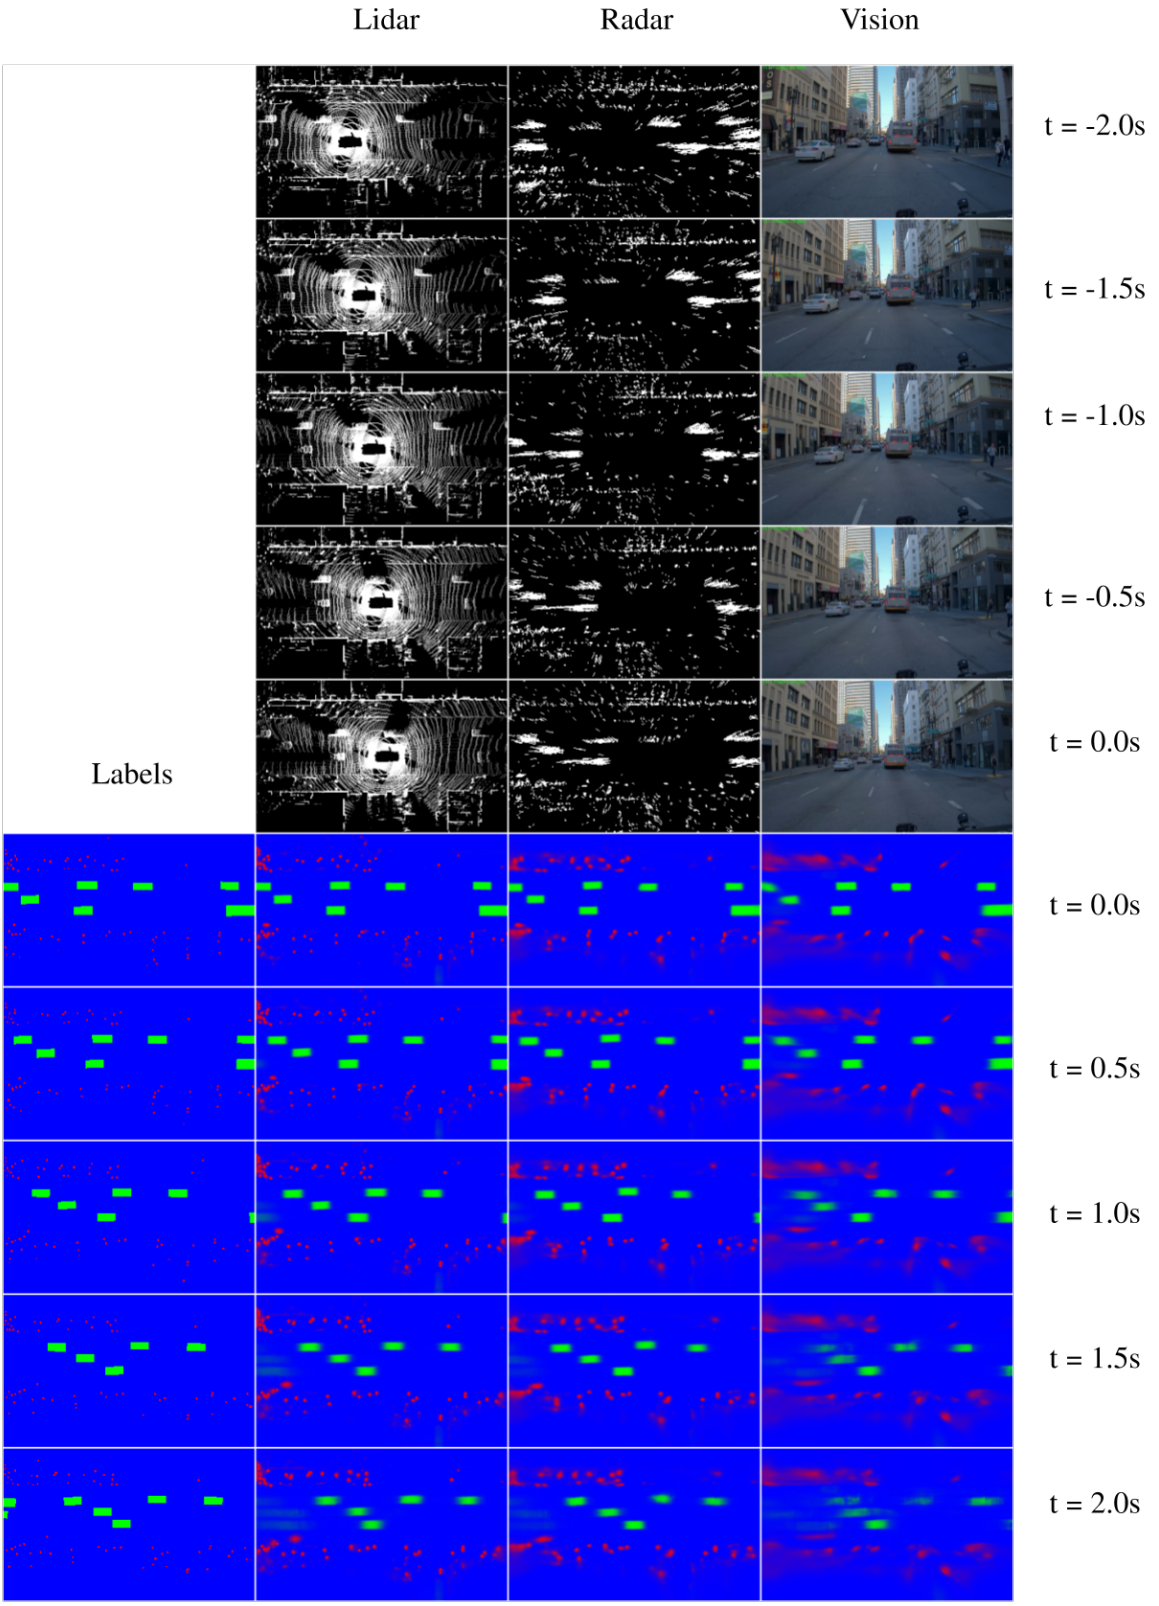 Lidar Radar Vision
t = -2.0s
t = -1.5s
t = -1.0s
t = -0.5s
t = 0.0s
Labels
t = 0.0s
t = 0.5s
t = 1.0s
t = 1.5s
t = 2.0s